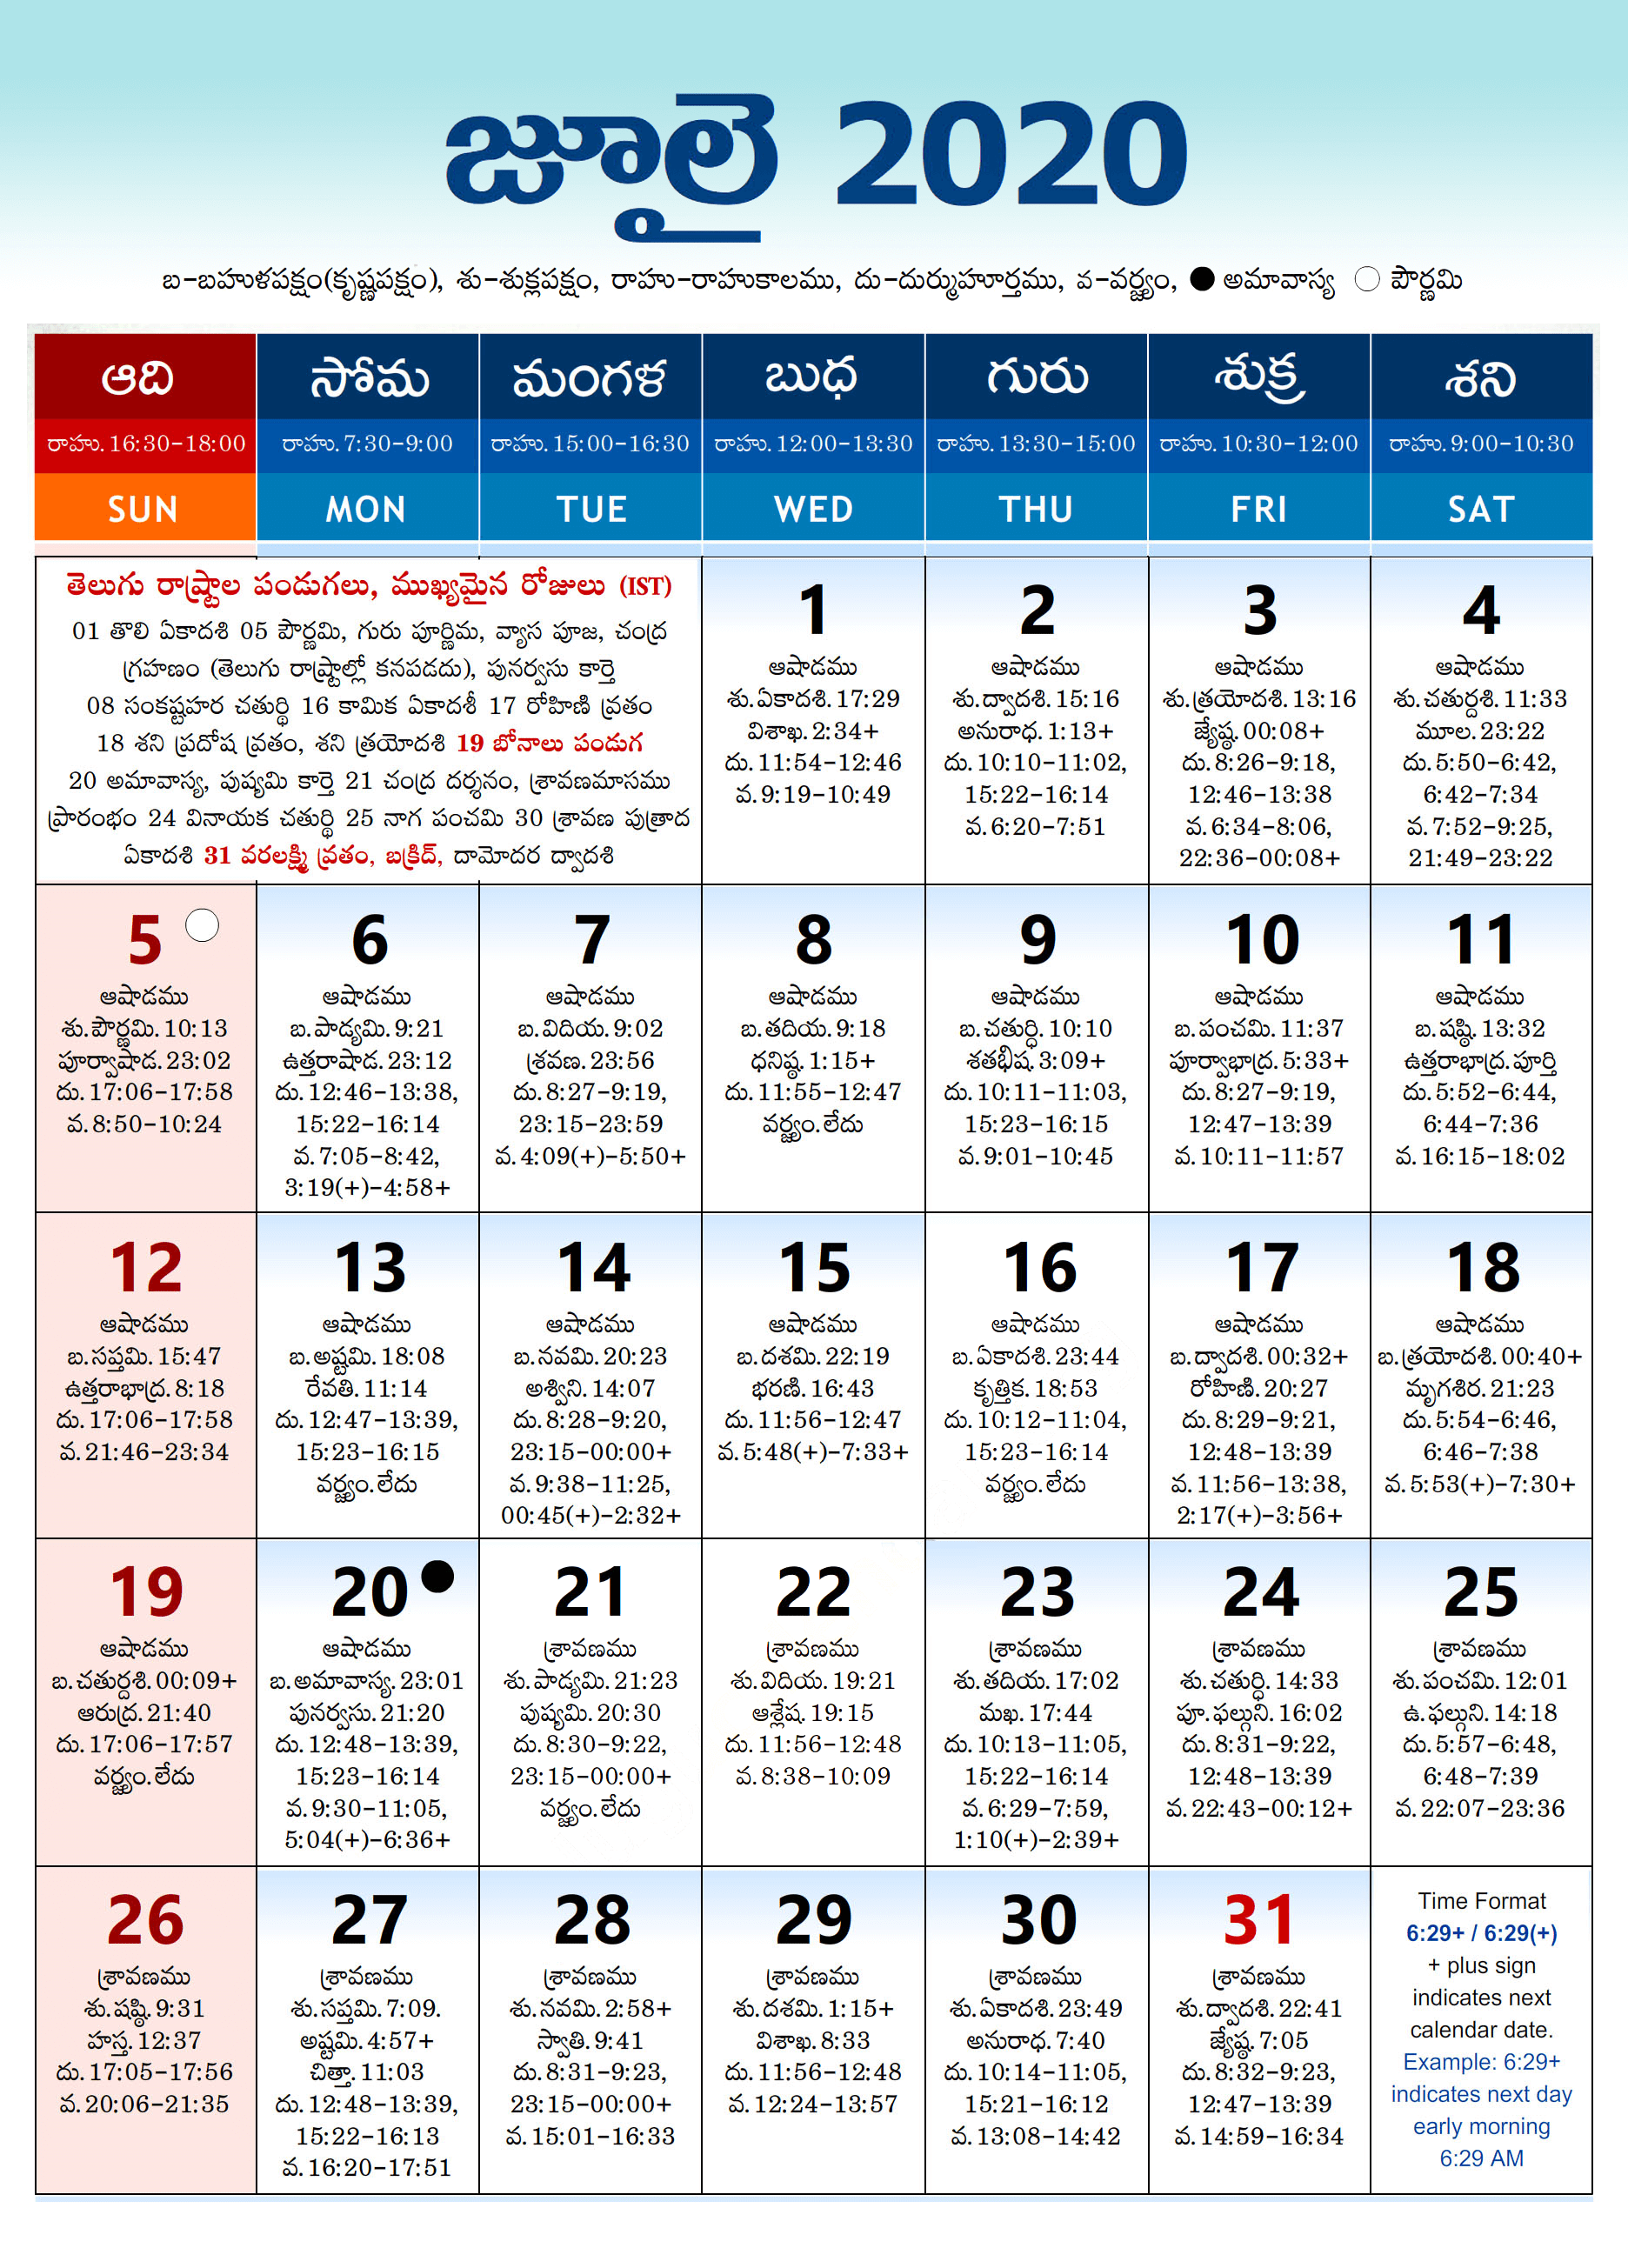 జూలై 2020
బ-బహుళపక్షం(కృష్ణపక్షం), శు-శుక్లపక్షం, రాహు-రాహుకాలము, దు-దుర్ముహూర్తము, వ-వర్జ్యం, ● అమావాస్య ○ పౌర్ణమి
ఆది సోమ మంగళ బుధ గురు శుక్ర శని
రాహు.16:30-18:00 రాహు.7:30-9:00 రాహు.15:00-16:30 రాహు.12:00-13:30 రాహు.13:30-15:00 రాహు.10:30-12:00 రాహు.9:00-10:30
SUN MON TUE WED THU FRI SAT
తెలుగు రాష్ట్రాల పండుగలు, ముఖ్యమైన రోజులు (IST)
01 తొలి ఏకాదశి 05 పౌర్ణమి, గురు పూర్ణిమ, వ్యాస పూజ, చంద్ర
గ్రహణం (తెలుగు రాష్ట్రాల్లో కనపడదు), పునర్వసు కార్తె
08 సంకష్టహర చతుర్థి 16 కామిక ఏకాదశీ 17 రోహిణి వ్రతం
18 శని ప్రదోష వ్రతం, శని త్రయోదశి 19 బోనాలు పండుగ
20 అమావాస్య, పుష్యమి కార్తె 21 చంద్ర దర్శనం, శ్రావణమాసము
ప్రారంభం 24 వినాయక చతుర్థి 25 నాగ పంచమి 30 శ్రావణ పుత్రాద
ఏకాదశి 31 వరలక్ష్మి వ్రతం, బక్రీద్, దామోదర ద్వాదశి
1
ఆషాడము
శు.ఏకాదశి.17:29
విశాఖ.2:34+
దు.11:54-12:46
వ.9:19-10:49
2
ఆషాడము
శు.ద్వాదశి.15:16
అనురాధ.1:13+
దు.10:10-11:02,
15:22-16:14
వ.6:20-7:51
3
ఆషాడము
శు.త్రయోదశి.13:16
జ్యేష్ఠ.00:08+
దు.8:26-9:18,
12:46-13:38
వ.6:34-8:06,
22:36-00:08+
4
ఆషాడము
శు.చతుర్దశి.11:33
మూల.23:22
దు.5:50-6:42,
6:42-7:34
వ.7:52-9:25,
21:49-23:22
5
ఆషాడము
శు.పౌర్ణమి.10:13
పూర్వాషాడ.23:02
దు.17:06-17:58
వ.8:50-10:24
6
ఆషాడము
బ.పాడ్యమి.9:21
ఉత్తరాషాడ.23:12
దు.12:46-13:38,
15:22-16:14
వ.7:05-8:42,
3:19(+)-4:58+
7
ఆషాడము
బ.విదియ.9:02
శ్రవణ.23:56
దు.8:27-9:19,
23:15-23:59
వ.4:09(+)-5:50+
8
ఆషాడము
బ.తదియ.9:18
ధనిష్ఠ.1:15+
దు.11:55-12:47
వర్జ్యం.లేదు
9
ఆషాడము
బ.చతుర్ధి.10:10
శతభిష.3:09+
దు.10:11-11:03,
15:23-16:15
వ.9:01-10:45
10
ఆషాడము
బ.పంచమి.11:37
పూర్వాభాద్ర.5:33+
దు.8:27-9:19,
12:47-13:39
వ.10:11-11:57
11
ఆషాడము
బ.షష్ఠి.13:32
ఉత్తరాభాద్ర.పూర్తి
దు.5:52-6:44,
6:44-7:36
వ.16:15-18:02
12
ఆషాడము
బ.సప్తమి.15:47
ఉత్తరాభాద్ర.8:18
దు.17:06-17:58
వ.21:46-23:34
13
ఆషాడము
బ.అష్టమి.18:08
రేవతి.11:14
దు.12:47-13:39,
15:23-16:15
వర్జ్యం.లేదు
14
ఆషాడము
బ.నవమి.20:23
అశ్విని.14:07
దు.8:28-9:20,
23:15-00:00+
వ.9:38-11:25,
00:45(+)-2:32+
15
ఆషాడము
బ.దశమి.22:19
భరణి.16:43
దు.11:56-12:47
వ.5:48(+)-7:33+
16
ఆషాడము
బ.ఏకాదశి.23:44
కృత్తిక.18:53
దు.10:12-11:04,
15:23-16:14
వర్జ్యం.లేదు
17
ఆషాడము
బ.ద్వాదశి.00:32+
రోహిణి.20:27
దు.8:29-9:21,
12:48-13:39
వ.11:56-13:38,
2:17(+)-3:56+
18
ఆషాడము
బ.త్రయోదశి.00:40+
మృగశిర.21:23
దు.5:54-6:46,
6:46-7:38
వ.5:53(+)-7:30+
19
ఆషాడము
బ.చతుర్దశి.00:09+
ఆరుద్ర.21:40
దు.17:06-17:57
వర్జ్యం.లేదు
20
ఆషాడము
బ.అమావాస్య.23:01
పునర్వసు.21:20
దు.12:48-13:39,
15:23-16:14
వ.9:30-11:05,
5:04(+)-6:36+
21
శ్రావణము
శు.పాడ్యమి.21:23
పుష్యమి.20:30
దు.8:30-9:22,
23:15-00:00+
వర్జ్యం.లేదు
22
శ్రావణము
శు.విదియ.19:21
ఆశ్లేష.19:15
దు.11:56-12:48
వ.8:38-10:09
23
శ్రావణము
శు.తదియ.17:02
మఖ.17:44
దు.10:13-11:05,
15:22-16:14
వ.6:29-7:59,
1:10(+)-2:39+
24
శ్రావణము
శు.చతుర్ధి.14:33
పూ.ఫల్గుని.16:02
దు.8:31-9:22,
12:48-13:39
వ.22:43-00:12+
25
శ్రావణము
శు.పంచమి.12:01
ఉ.ఫల్గుని.14:18
దు.5:57-6:48,
6:48-7:39
వ.22:07-23:36
26
శ్రావణము
శు.షష్ఠి.9:31
హస్త.12:37
దు.17:05-17:56
వ.20:06-21:35
27
శ్రావణము
శు.సప్తమి.7:09.
అష్టమి.4:57+
చిత్తా.11:03
దు.12:48-13:39,
15:22-16:13
వ.16:20-17:51
28
శ్రావణము
శు.నవమి.2:58+
స్వాతి.9:41
దు.8:31-9:23,
23:15-00:00+
వ.15:01-16:33
29
శ్రావణము
శు.దశమి.1:15+
విశాఖ.8:33
దు.11:56-12:48
వ.12:24-13:57
30
శ్రావణము
శు.ఏకాదశి.23:49
అనురాధ.7:40
దు.10:14-11:05,
15:21-16:12
వ.13:08-14:42
31
శ్రావణము
శు.ద్వాదశి.22:41
జ్యేష్ఠ.7:05
దు.8:32-9:23,
12:47-13:39
వ.14:59-16:34
Time Format
6:29+ / 6:29(+)
+ plus sign
indicates next
calendar date.
Example: 6:29+
indicates next day
early morning
6:29 AM